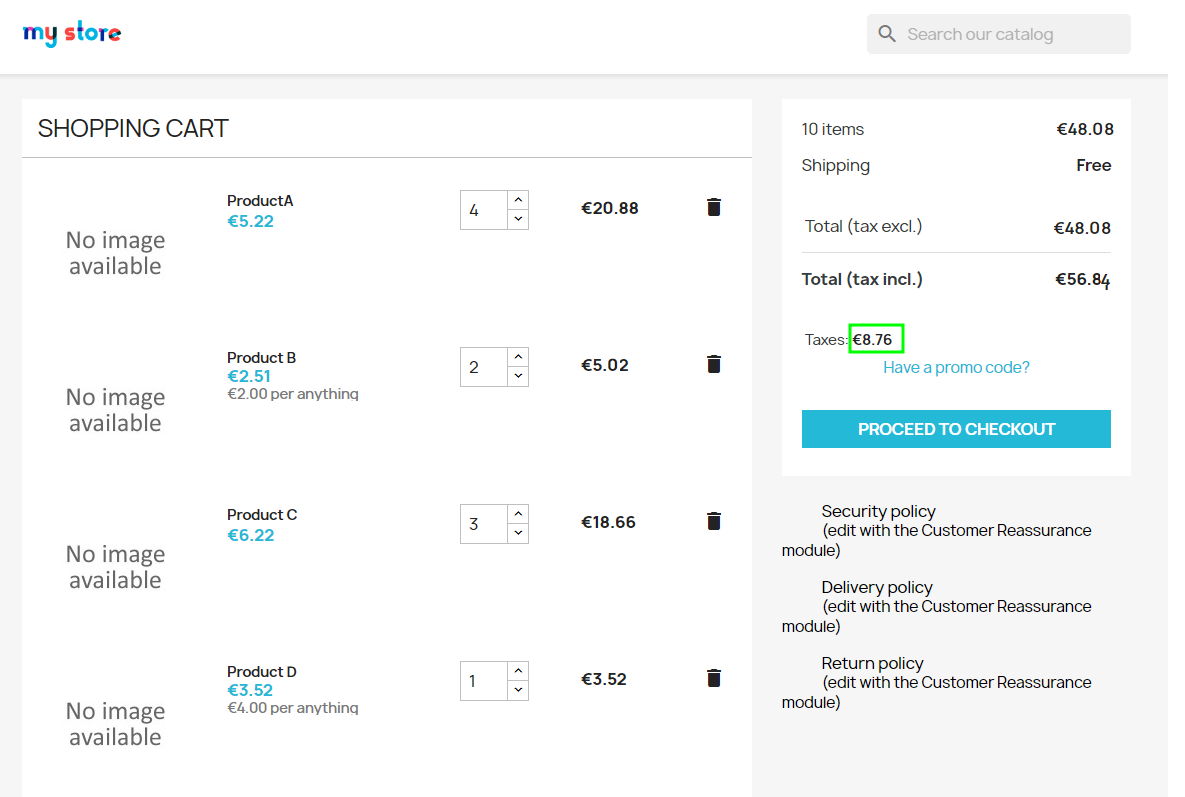 my store
Search our catalog
SHOPPING CART
ProductA
€5.22
4
€20.88
No image
available
Product B
€2.51
€2.00 per anything
2
€5.02
No image
available
Product C
€6.22
3
€18.66
No image
available
Product D
€3.52
€4.00 per anything
1
€3.52
No image
available
10 items €48.08
Shipping Free
Total (tax excl.) €48.08
Total (tax incl.) €56.84
Taxes: €8.76
Have a promo code?
PROCEED TO CHECKOUT
Security policy
(edit with the Customer Reassurance
module)
Delivery policy
(edit with the Customer Reassurance
module)
Return policy
(edit with the Customer Reassurance
module)